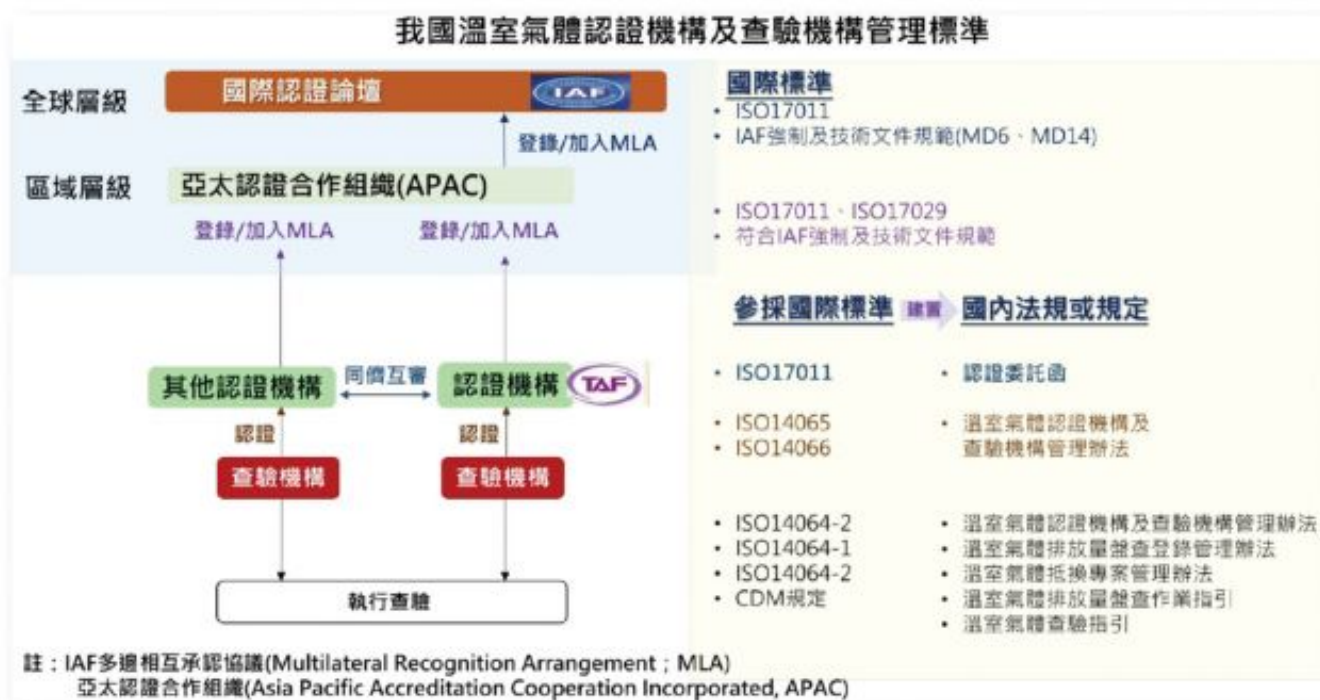 我國溫室氣體認證機構及查驗機構管理標準
全球層級
國際認證論壇
IAF
登錄/加入MLA
區域層級
亞太認證合作組織(APAC)
登錄/加入MLA
登錄/加入MLA
其他認證機構
同儕互審
認證機構
TAF
認證
認證
查驗機構
查驗機構
執行查驗
國際標準
• ISO17011
• IAF強制及技術文件規範(MD6、MD14)
• ISO17011、ISO17029
• 符合IAF強制及技術文件規範
參採國際標準
建置
國內法規或規定
• ISO17011
• 認證委託函
• ISO14065
• ISO14066
• 溫室氣體認證機構及
查驗機構管理辦法
• ISO14064-2
• ISO14064-1
• ISO14064-2
• CDM規定
• 溫室氣體認證機構及查驗機構管理辦法
• 溫室氣體排放量盤查登錄管理辦法
• 溫室氣體抵換專案管理辦法
• 溫室氣體排放量盤查作業指引
• 溫室氣體查驗指引
註：IAF多邊相互承認協議(Multilateral Recognition Arrangement；MLA)
亞太認證合作組織(Asia Pacific Accreditation Cooperation Incorporated, APAC)